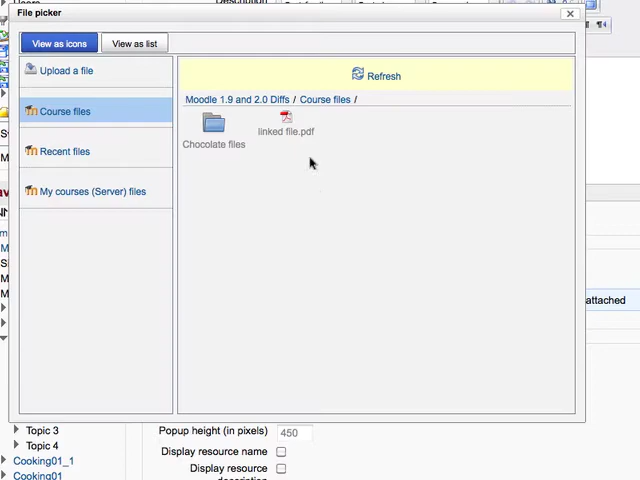 File picker
View as icons
View as list
Upload a file
Course files
Recent files
My courses (Server) files
Refresh
Moodle 1.9 and 2.0 Diffs / Course files /
Chocolate files
linked file.pdf
attached
Topic 3
Topic 4
Cooking01_1
Cooking01
Popup height (in pixels)
450
Display resource name
Display resource